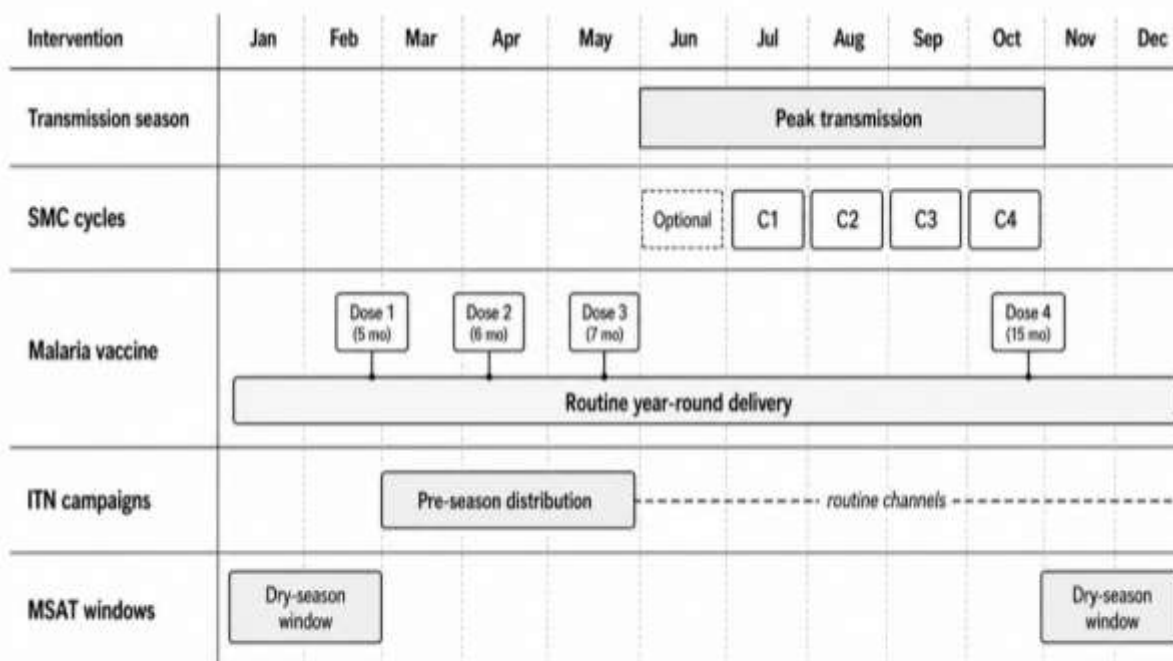 Intervention Jan Feb Mar Apr May Jun Jul Aug Sep Oct Nov Dec
Transmission season Peak transmission
SMC cycles Optional C1 C2 C3 C4
Malaria vaccine
Dose 1 Dose 2 Dose 3 Dose 4
(5 mo) (6 mo) (7 mo) (15 mo)
Routine year-round delivery
ITN campaigns Pre-season distribution routine channels
MSAT windows
Dry-season Dry-season
window window